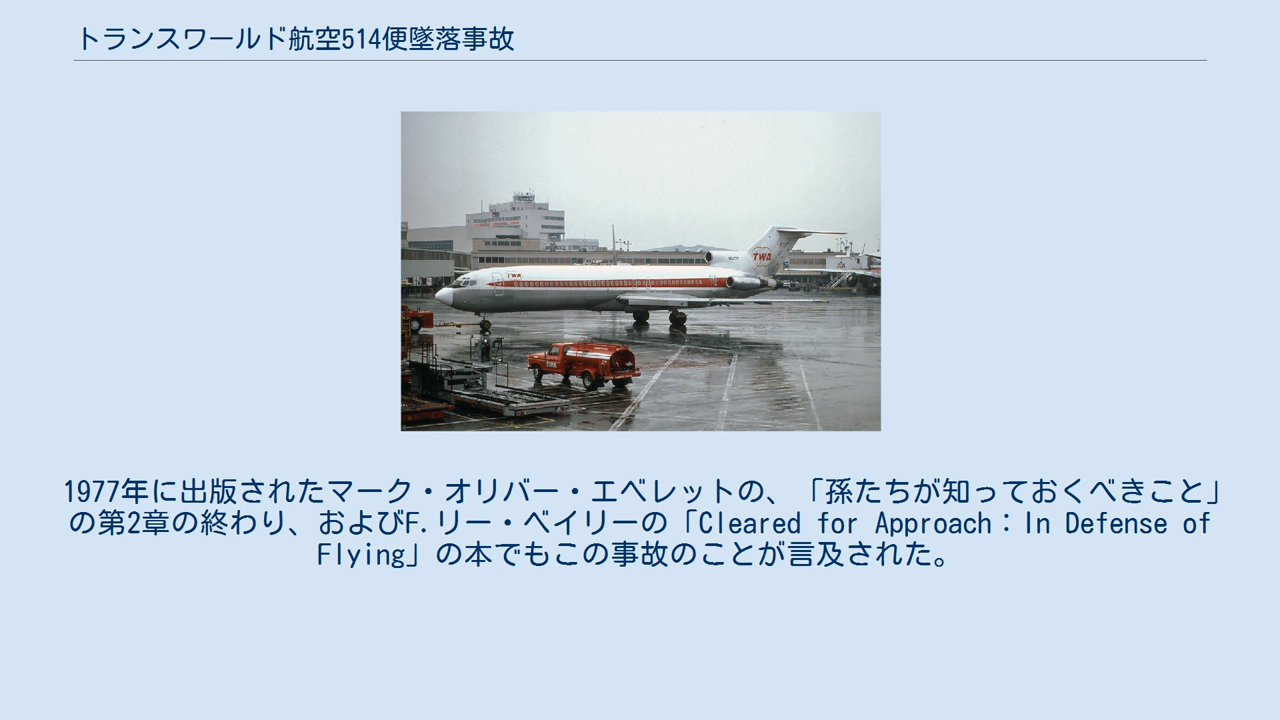 トランスワールド航空514便墜落事故
TWA
TWA
1977年に出版されたマーク・オリバー・エベレットの、「孫たちが知っておくべきこと」
の第2章の終わり、およびF.リー・ベイリーの「Cleared for Approach：In Defense of
Flying」の本でもこの事故のことが言及された。